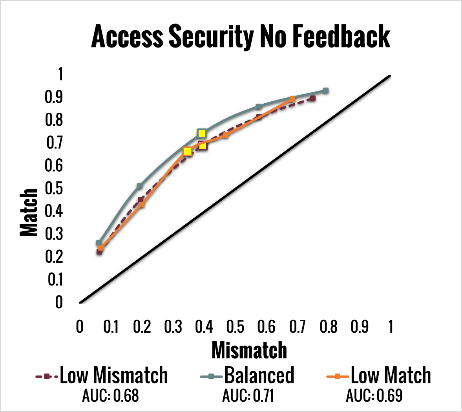 Access Security No Feedback
1
0.9
0.8
0.7
0.6
0.5
0.4
0.3
0.2
0.1
0
Match
0 0.1 0.2 0.3 0.4 0.5 0.6 0.7 0.8 0.9 1
Mismatch
Low Mismatch Balanced Low Match
AUC: 0.68 AUC: 0.71 AUC: 0.69